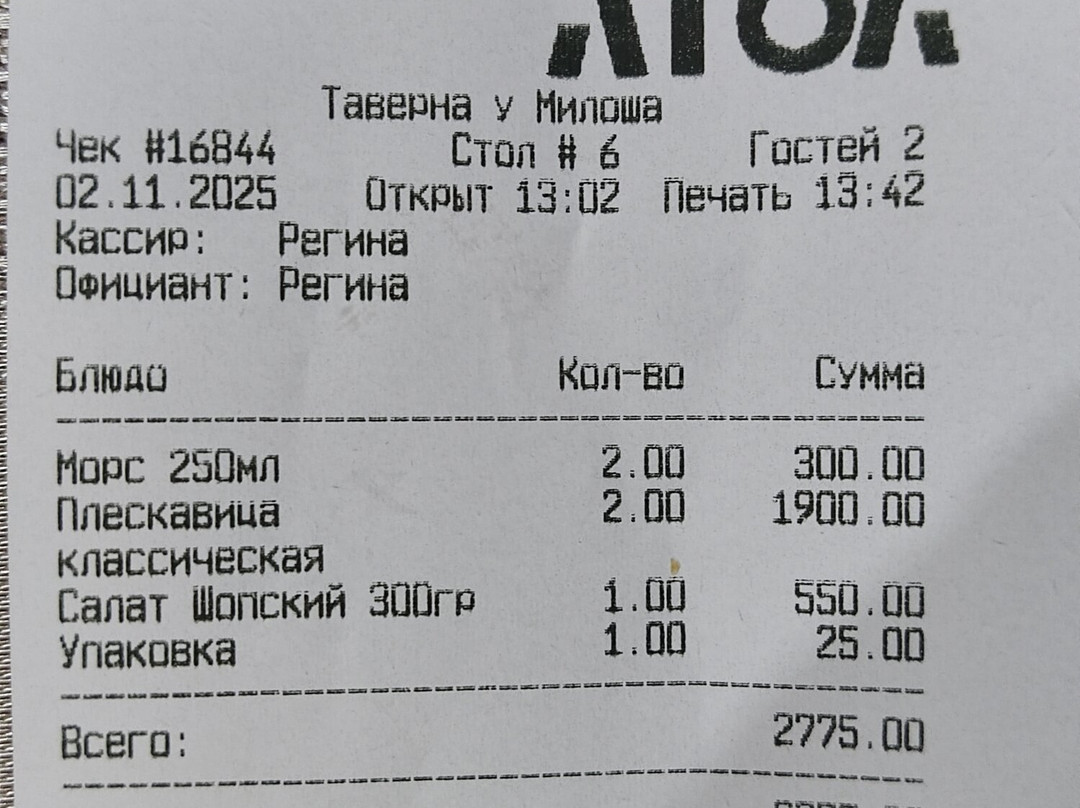 Таверна у Милоша
Чек #16844 Стол # 6 Гостей 2
02.11.2025 Открыт 13:02 Печать 13:42
Кассир: Регина
Официант: Регина
Блюдо Кол-во Сумма
Морс 250мл 2.00 300.00
Плескавица 2.00 1900.00
классическая
Салат Шопский 300гр 1.00 550.00
Упаковка 1.00 25.00
Всего: 2775.00